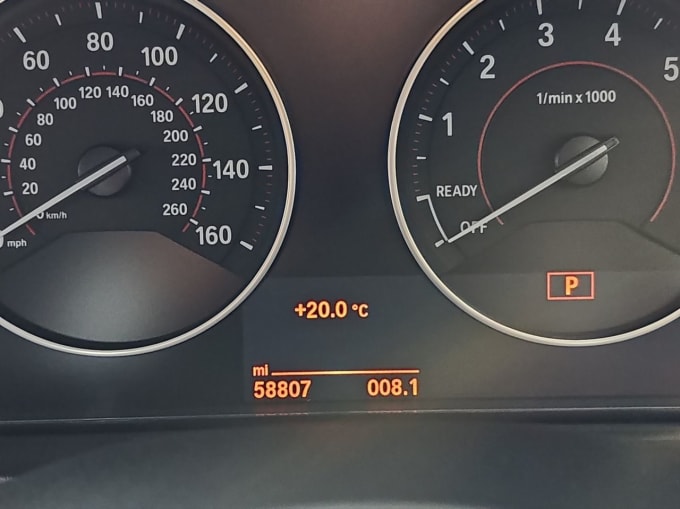 60 80 100 120 140 160
20 40 60 80 100 120 140 160 180 200 220 240 260
km/h
mph
1 2 3 4 5
1/min x 1000
READY
OFF
P
+20.0 °C
mi
58807 008.1